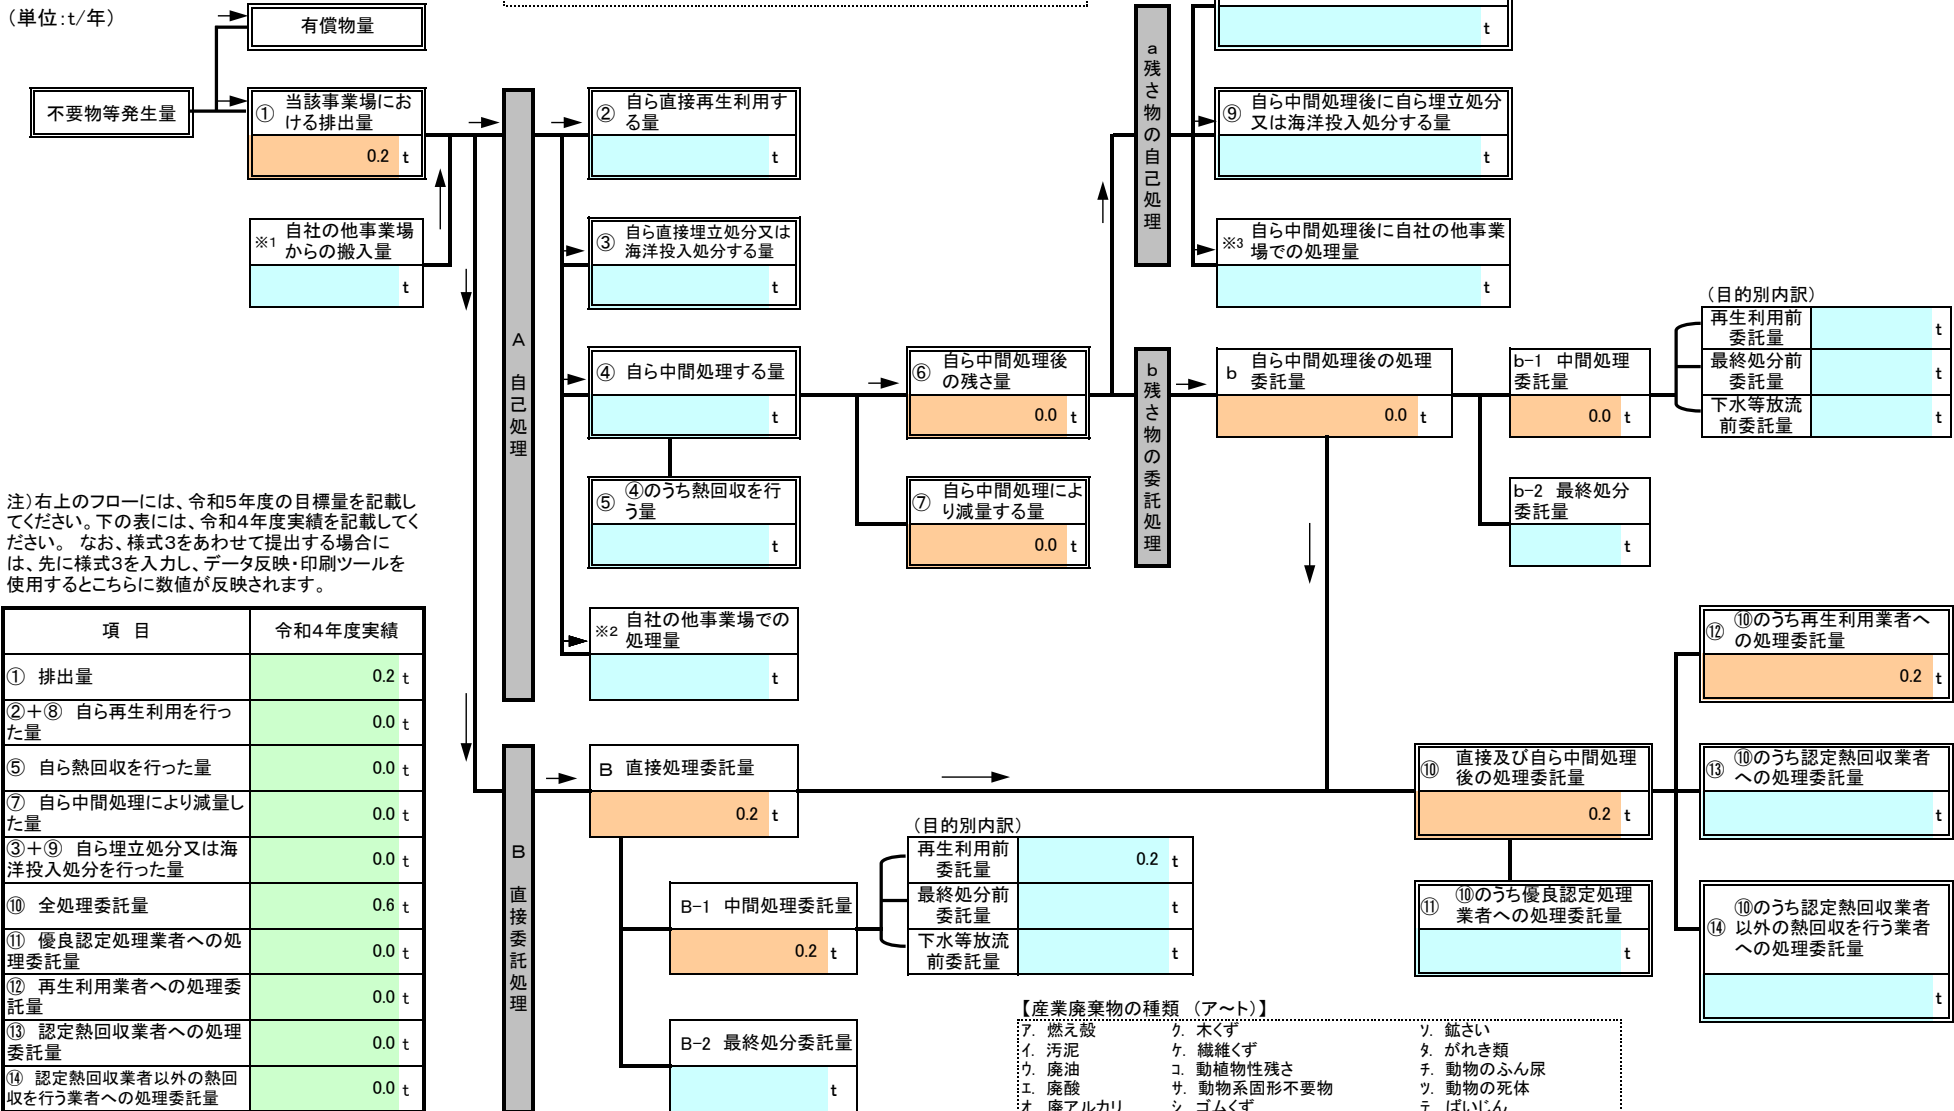 (単位:t/年)
有償物量
不要物等発生量
① 当該事業場にお
ける排出量
0.2 t
※1 自社の他事業場
からの搬入量
t
A 自己処理
② 自ら直接再生利用す
る量
t
③ 自ら直接埋立処分又は
海洋投入処分する量
t
④ 自ら中間処理する量
t
⑤ ④のうち熱回収を行
う量
t
※2 自社の他事業場での
処理量
t
⑥ 自ら中間処理後
の残さ量
0.0 t
⑦ 自ら中間処理によ
り減量する量
0.0 t
a 残さ物の自己処理
t
⑨ 自ら中間処理後に自ら埋立処分
又は海洋投入処分する量
t
※3 自ら中間処理後に自社の他事業
場での処理量
t
b 残さ物の委託処理
b 自ら中間処理後の処理
委託量
0.0 t
b-1 中間処理
委託量
0.0 t
b-2 最終処分
委託量
t
(目的別内訳)
再生利用前
委託量
t
最終処分前
委託量
t
下水等放流
前委託量
t
注)右上のフローには、令和5年度の目標量を記載し
てください。下の表には、令和4年度実績を記載してく
ださい。 なお、様式3をあわせて提出する場合に
は、先に様式3を入力し、データ反映・印刷ツールを
使用するとこちらに数値が反映されます。
項 目 令和4年度実績
① 排出量 0.2 t
②+⑧ 自ら再生利用を行っ
た量 0.0 t
⑤ 自ら熱回収を行った量 0.0 t
⑦ 自ら中間処理により減量し
た量 0.0 t
③+⑨ 自ら埋立処分又は海
洋投入処分を行った量 0.0 t
⑩ 全処理委託量 0.6 t
⑪ 優良認定処理業者への処
理委託量 0.0 t
⑫ 再生利用業者への処理委
託量 0.0 t
⑬ 認定熱回収業者への処理
委託量 0.0 t
⑭ 認定熱回収業者以外の熱回
収を行う業者への処理委託量 0.0 t
B 直接委託処理
B 直接処理委託量
0.2 t
B-1 中間処理委託量
0.2 t
B-2 最終処分委託量
t
(目的別内訳)
再生利用前
委託量
0.2 t
最終処分前
委託量
t
下水等放流
前委託量
t
⑩ 直接及び自ら中間処理
後の処理委託量
0.2 t
⑪ ⑩のうち優良認定処理
業者への処理委託量
t
⑫ ⑩のうち再生利用業者へ
の処理委託量
0.2 t
⑬ ⑩のうち認定熱回収業者
への処理委託量
t
⑭ ⑩のうち認定熱回収業者
以外の熱回収を行う業者
への処理委託量
t
【産業廃棄物の種類 (ア~ト)】
ア. 燃え殻 ク. 木くず ソ. 鉱さい
イ. 汚泥 ケ. 繊維くず タ. がれき類
ウ. 廃油 コ. 動植物性残さ チ. 動物のふん尿
エ. 廃酸 サ. 動物系固形不要物 ツ. 動物の死体
オ. 廃アルカリ シ. ゴムくず テ. ばいじん